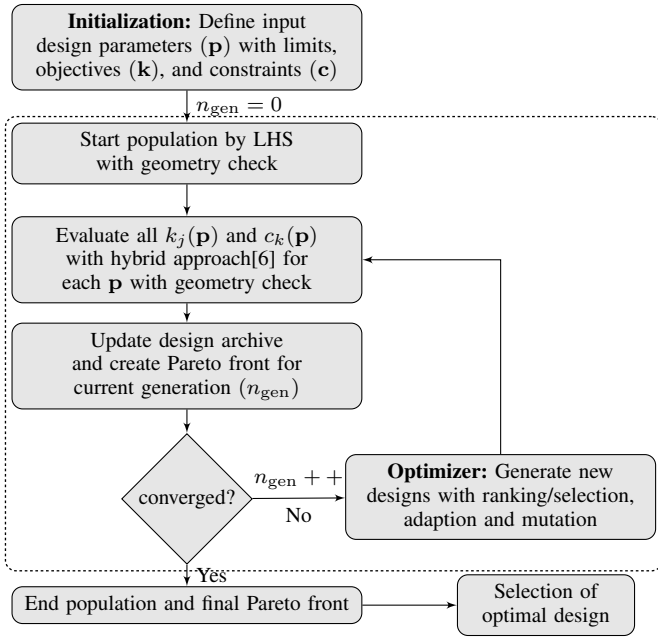 Initialization: Define input
design parameters (p) with limits,
objectives (k), and constraints (c)
n_gen = 0
Start population by LHS
with geometry check
Evaluate all k_j(p) and c_k(p)
with hybrid approach[6] for
each p with geometry check
Update design archive
and create Pareto front for
current generation (n_gen)
converged?
n_gen ++
No
Optimizer: Generate new
designs with ranking/selection,
adaption and mutation
Yes
End population and final Pareto front
Selection of
optimal design